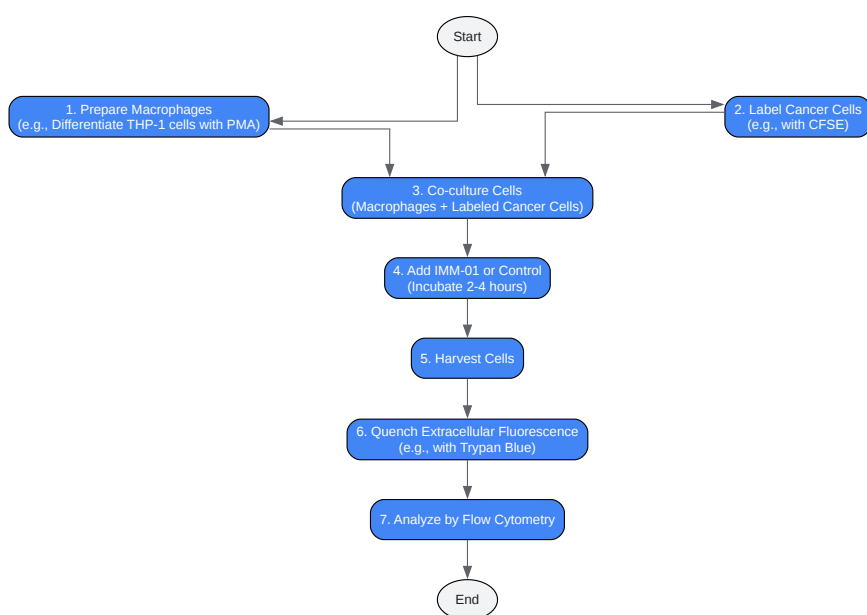 Start
1. Prepare Macrophages
(e.g., Differentiate THP-1 cells with PMA)
2. Label Cancer Cells
(e.g., with CFSE)
3. Co-culture Cells
(Macrophages + Labeled Cancer Cells)
4. Add IMM-01 or Control
(Incubate 2-4 hours)
5. Harvest Cells
6. Quench Extracellular Fluorescence
(e.g., with Trypan Blue)
7. Analyze by Flow Cytometry
End